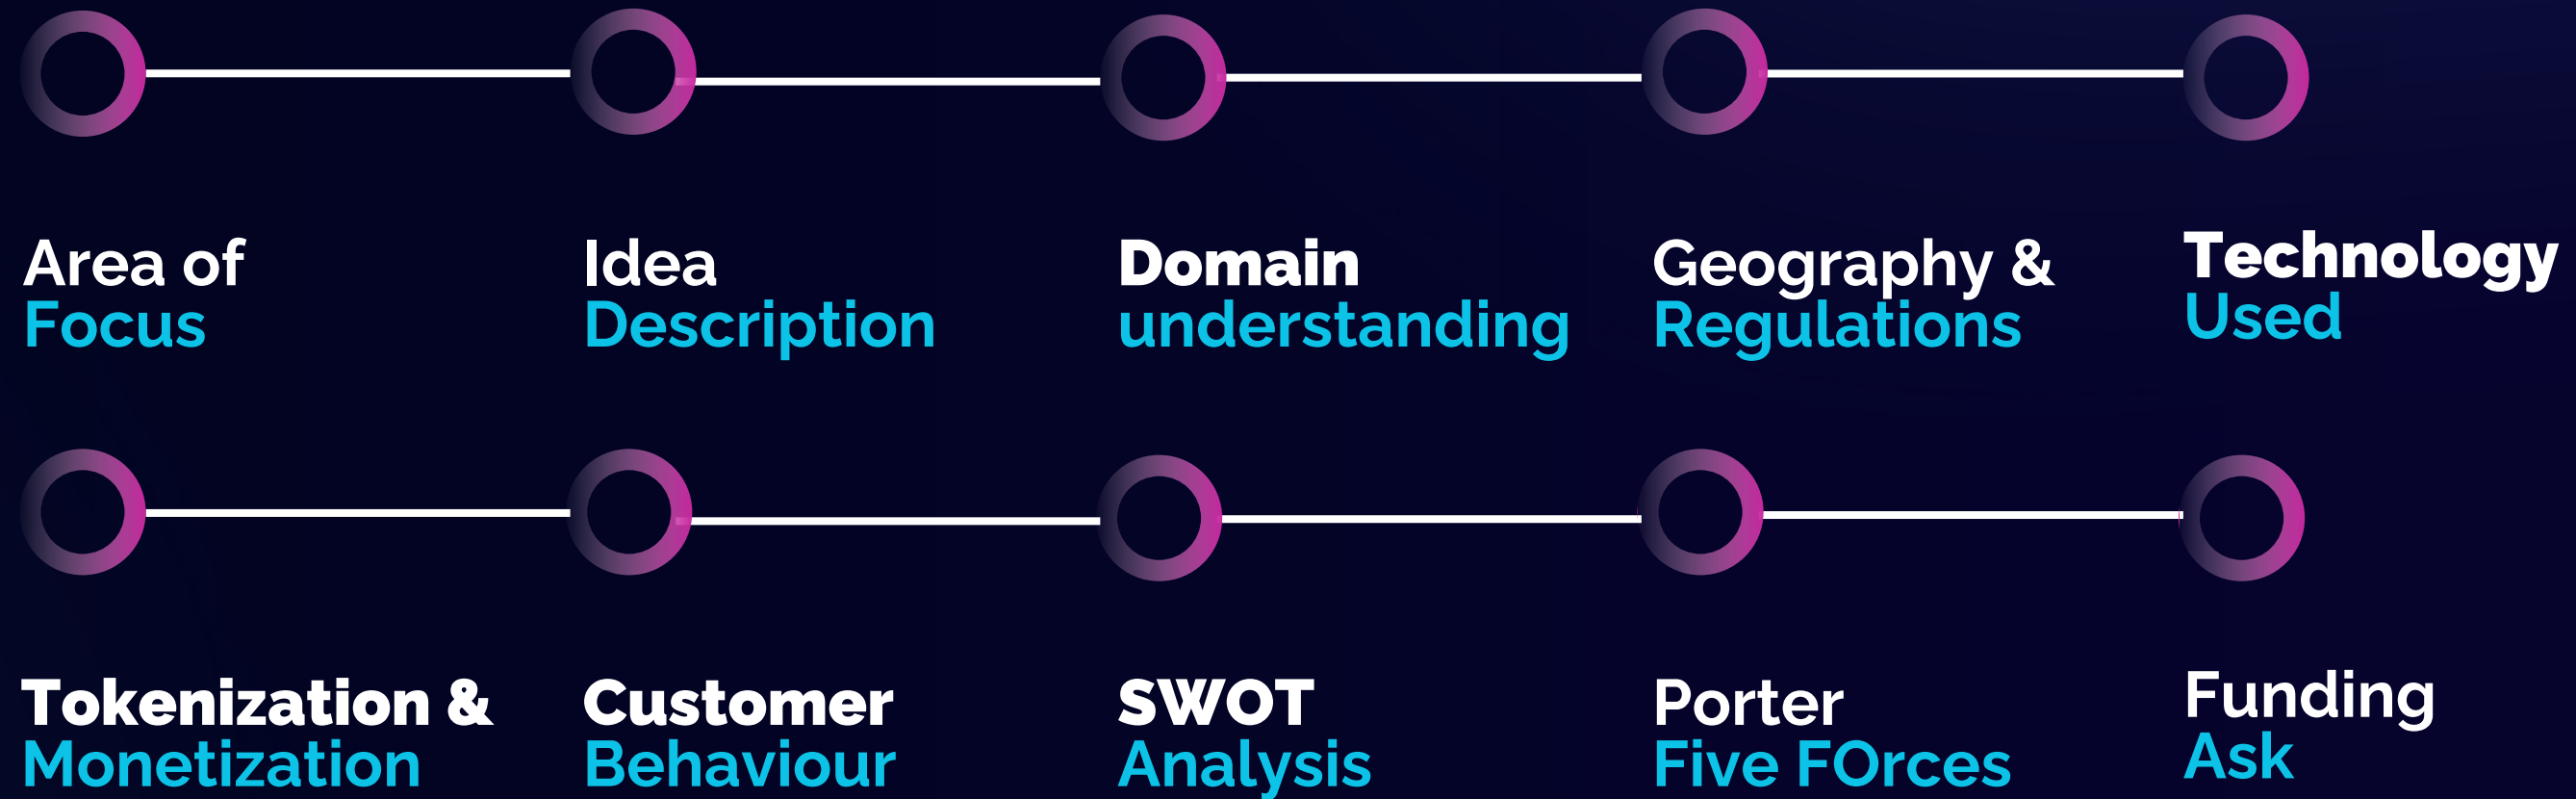 Area of
Focus
Idea
Description
Domain
understanding
Geography &
Regulations
Technology
Used
Tokenization &
Monetization
Customer
Behaviour
SWOT
Analysis
Porter
Five FOrces
Funding
Ask